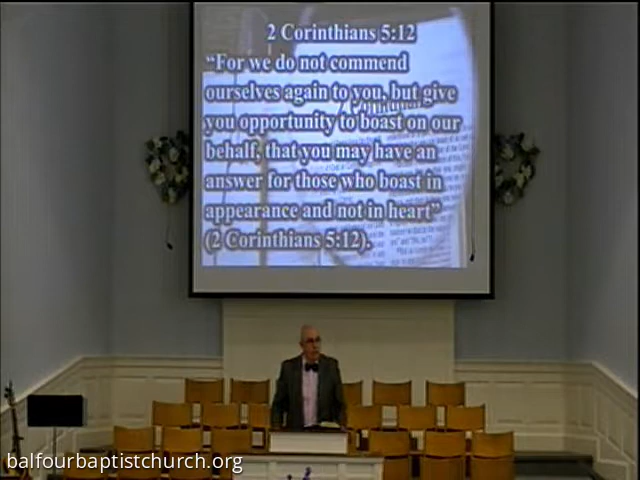 2 Corinthians 5:12
“For we do not commend
ourselves again to you, but give
you opportunity to boast on our
behalf, that you may have an
answer for those who boast in
appearance and not in heart”
(2 Corinthians 5:12).
balfourbaptistchurch.org